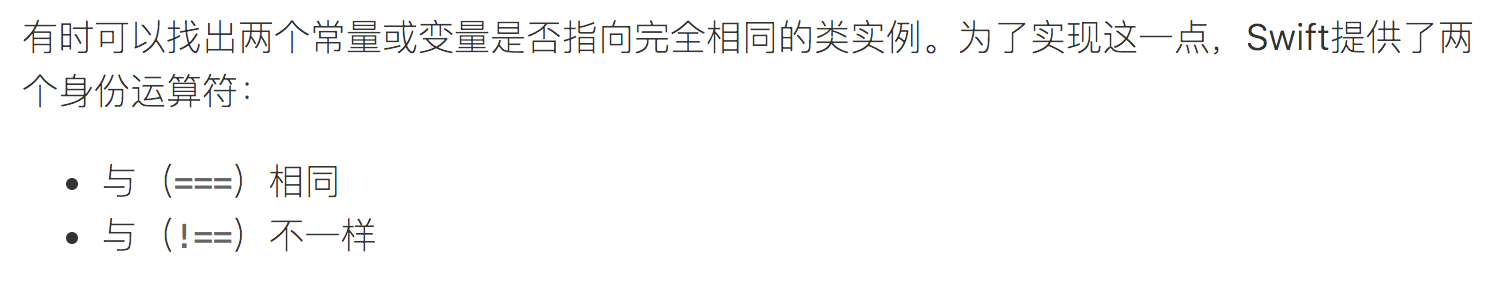 有时可以找出两个常量或变量是否指向完全相同的类实例。为了实现这一点，Swift提供了两
个身份运算符：
• 与（===）相同
• 与（!==）不一样